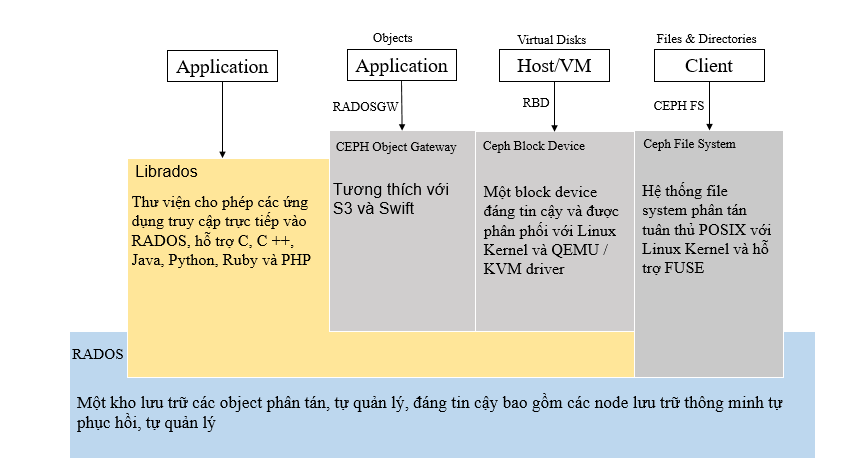 Objects
Virtual Disks
Files & Directories
Application
Application
Host/VM
Client
RADOSGW
RBD
CEPH FS
Librados
Thư viện cho phép các ứng
dụng truy cập trực tiếp vào
RADOS, hỗ trợ C, C ++,
Java, Python, Ruby và PHP
CEPH Object Gateway
Tương thích với
S3 và Swift
Ceph Block Device
Một block device
đáng tin cậy và được
phân phối với Linux
Kernel và QEMU /
KVM driver
Ceph File System
Hệ thống file
system phân tán
tuân thủ POSIX với
Linux Kernel và hỗ
trợ FUSE
RADOS
Một kho lưu trữ các object phân tán, tự quản lý, đáng tin cậy bao gồm các node lưu trữ thông minh tự
phục hồi, tự quản lý